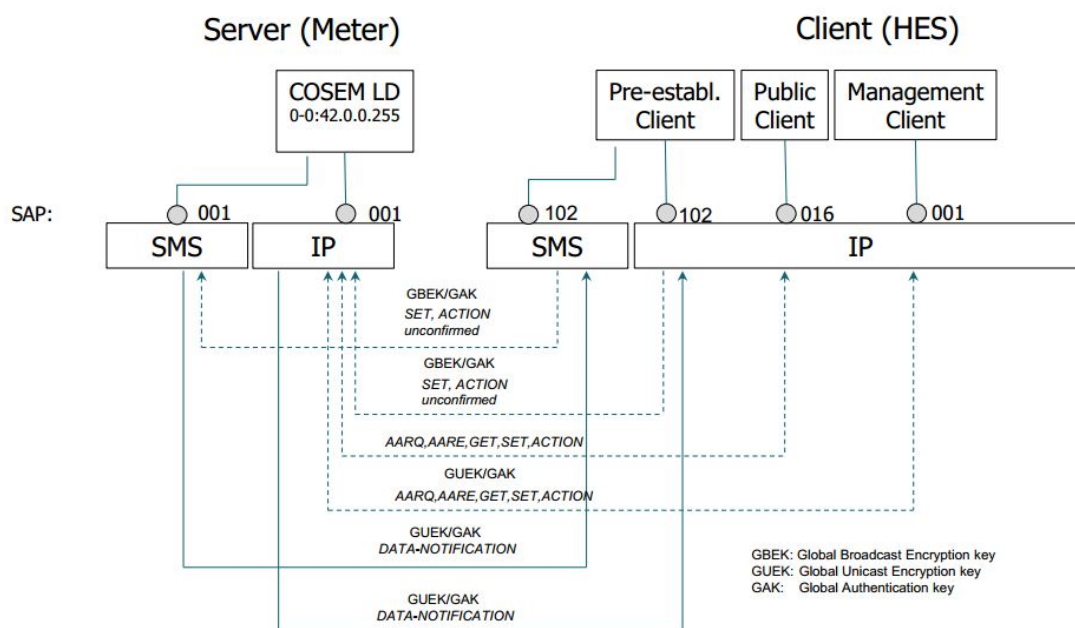 Server (Meter)
Client (HES)
COSEM LD
0-0:42.0.0.255
Pre-establ.
Client
Public
Client
Management
Client
SAP:
001
001
102
102
016
001
SMS
IP
SMS
IP
GBEK/GAK
SET, ACTION
unconfirmed
GBEK/GAK
SET, ACTION
unconfirmed
AARQ,AARE,GET,SET,ACTION
GUEK/GAK
AARQ,AARE,GET,SET,ACTION
GUEK/GAK
DATA-NOTIFICATION
GUEK/GAK
DATA-NOTIFICATION
GBEK: Global Broadcast Encryption key
GUEK: Global Unicast Encryption key
GAK: Global Authentication key